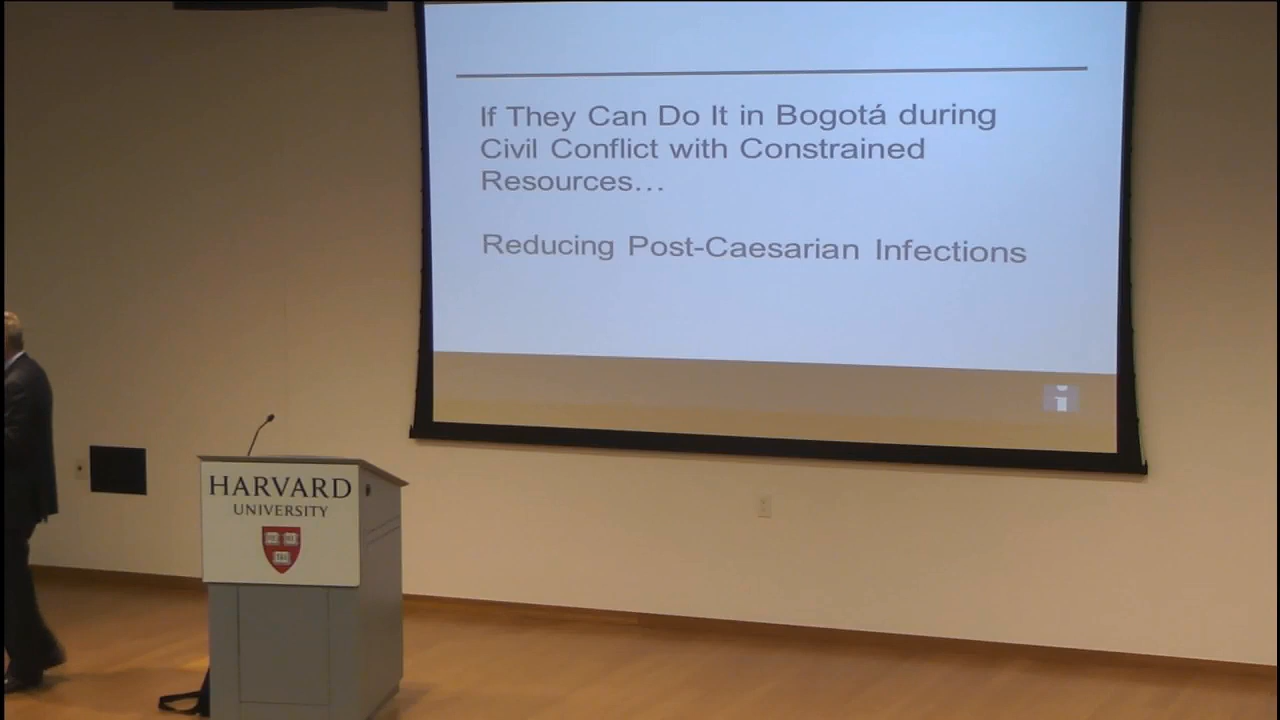 If They Can Do It in Bogotá during
Civil Conflict with Constrained
Resources…
Reducing Post-Caesarian Infections
HARVARD
UNIVERSITY